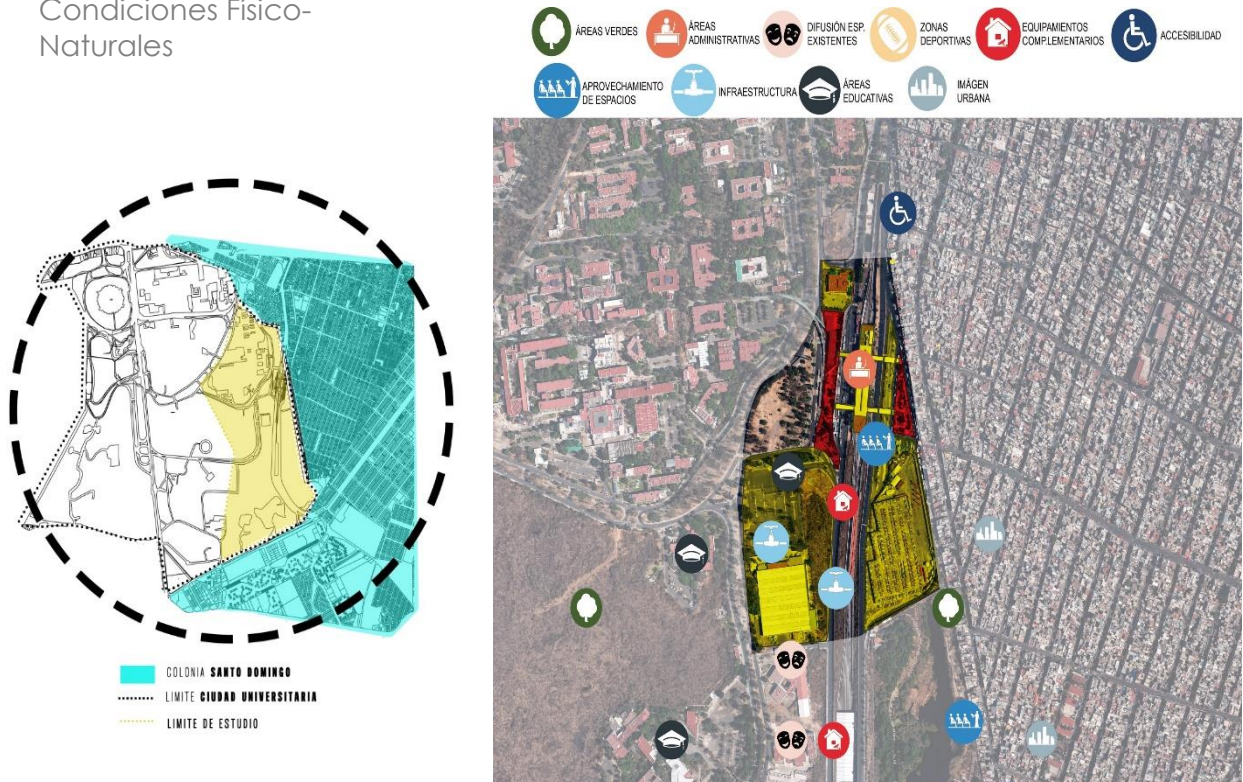 Condiciones Físico-
Naturales
ÁREAS VERDES
ÁREAS
ADMINISTRATIVAS
DIFUSIÓN ESP.
EXISTENTES
ZONAS
DEPORTIVAS
EQUIPAMIENTOS
COMPLEMENTARIOS
ACCESIBILIDAD
APROVECHAMIENTO
DE ESPACIOS
INFRAESTRUCTURA
ÁREAS
EDUCATIVAS
IMÁGEN
URBANA
COLONIA SANTO DOMINGO
LIMITE CIUDAD UNIVERSITARIA
LIMITE DE ESTUDIO